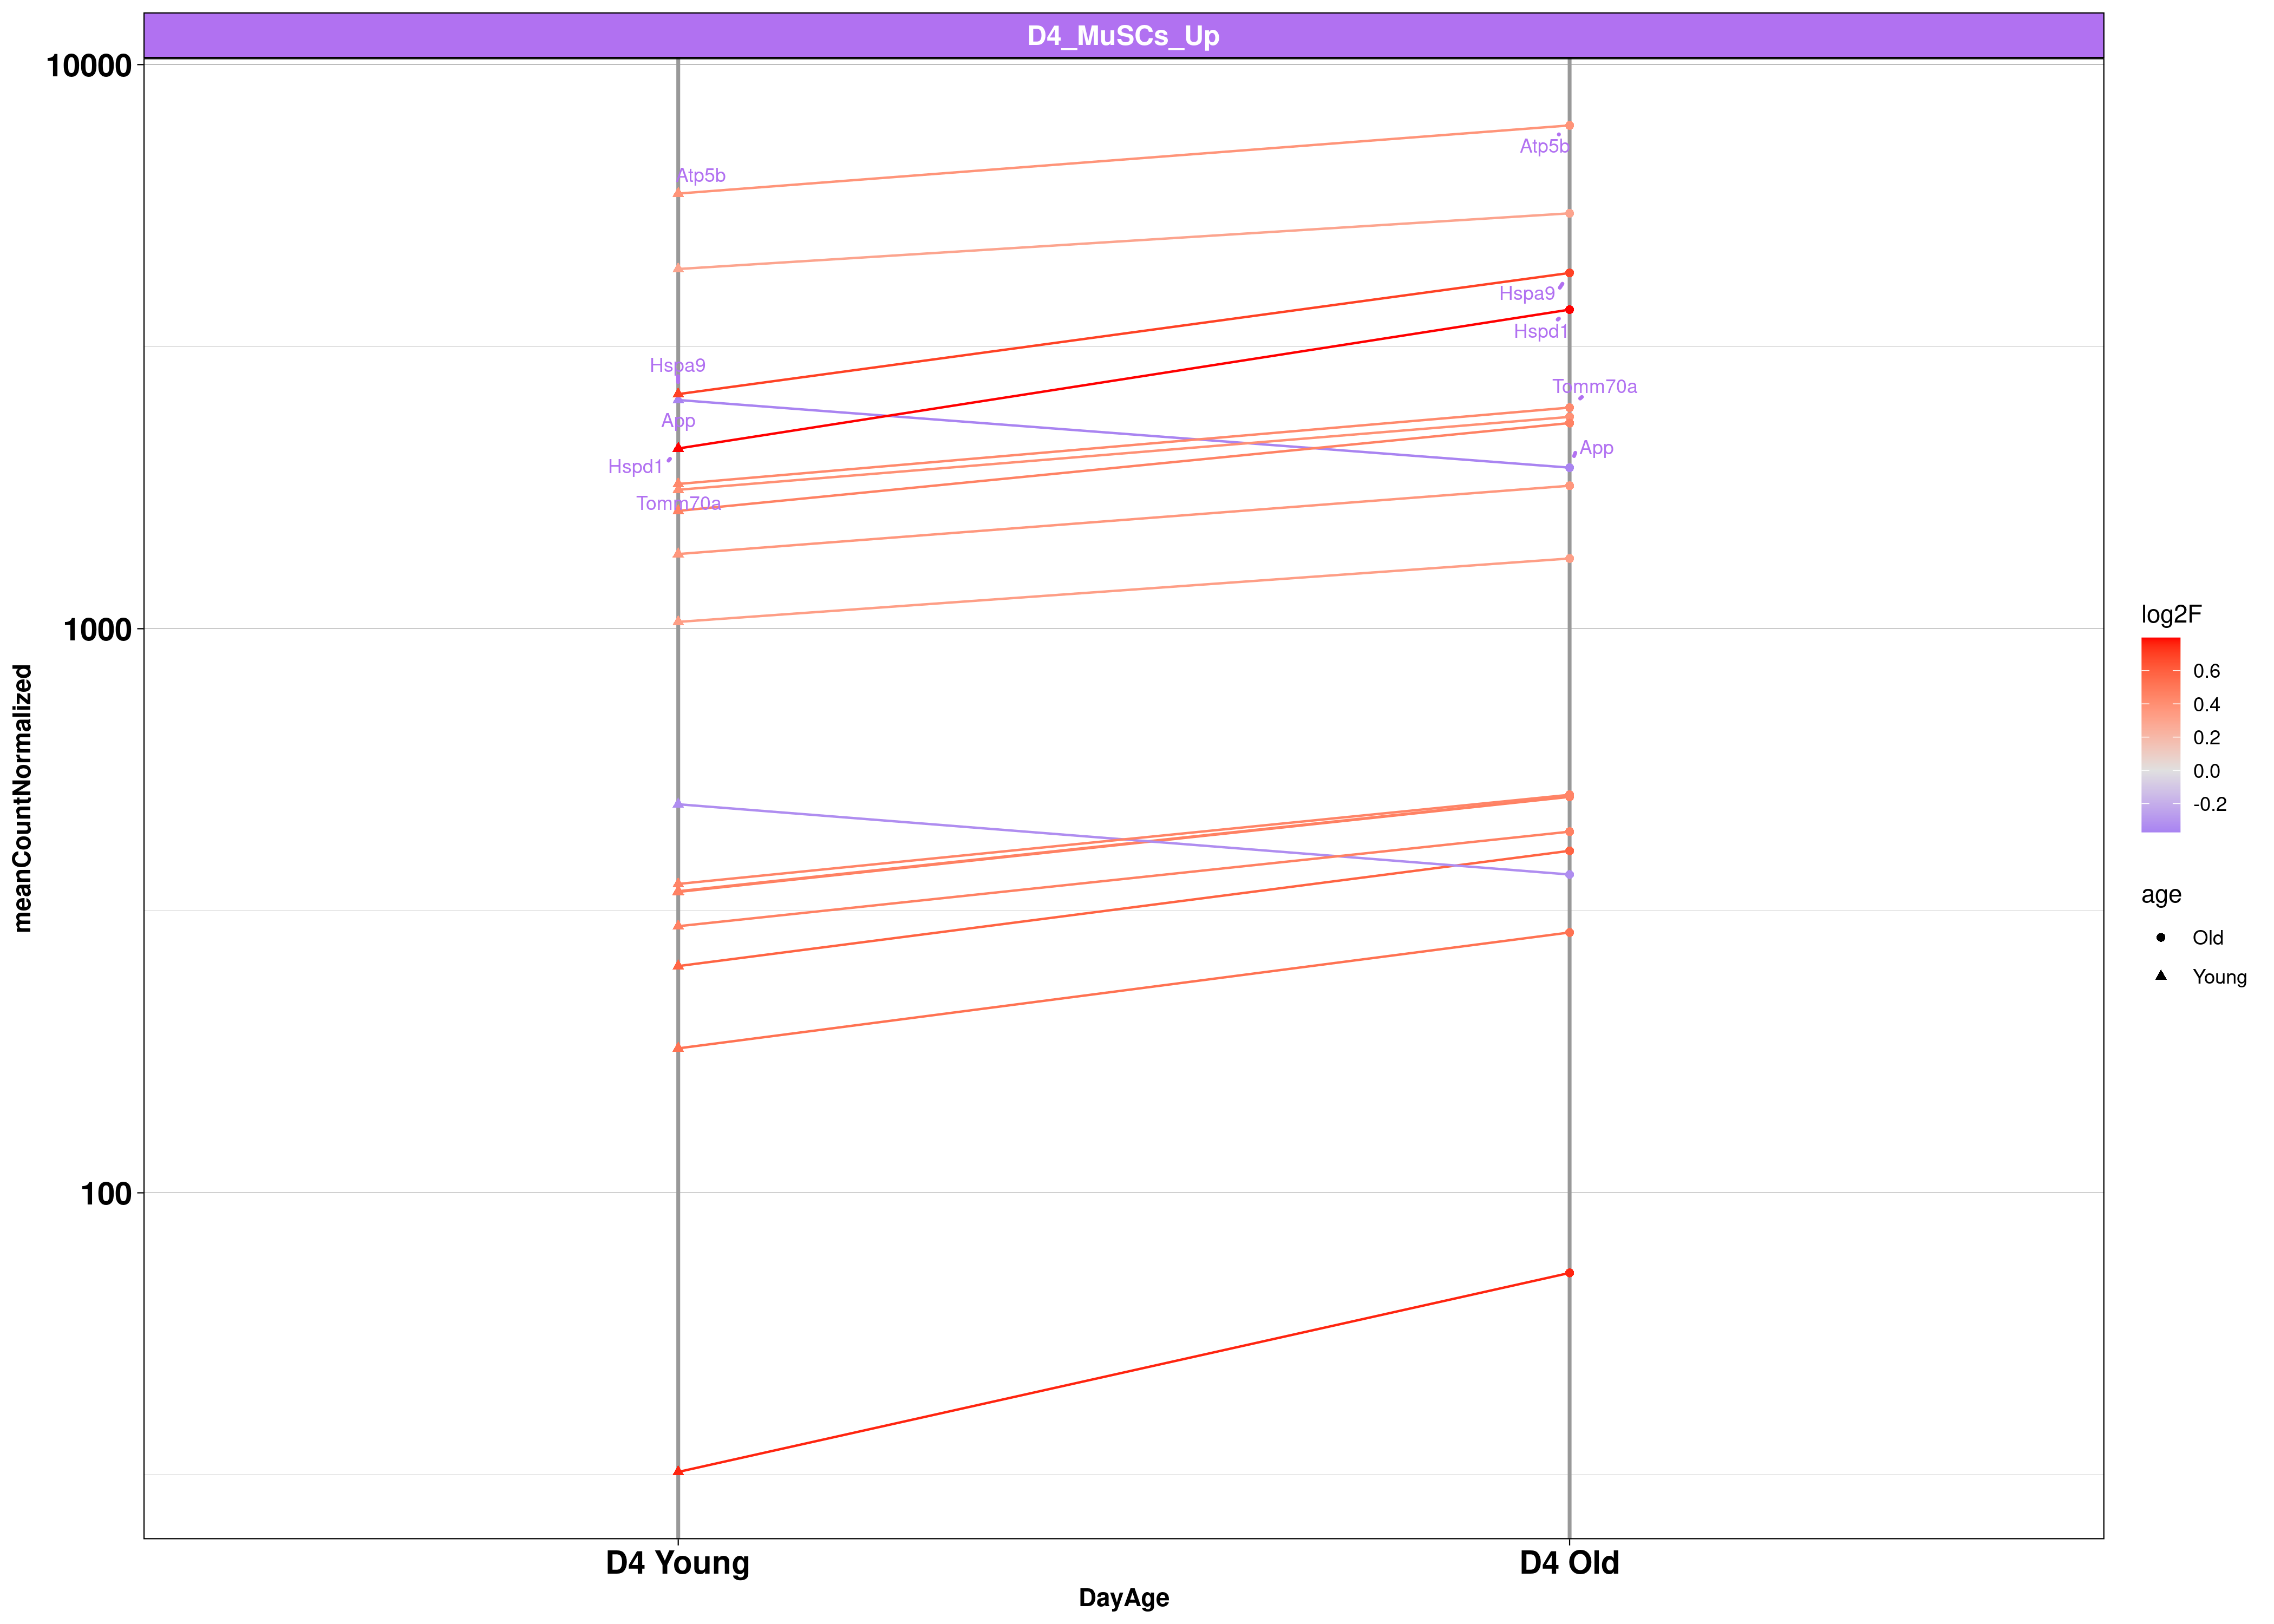 D4_MuSCs_Up
10000
1000
100
meanCountNormalized
Atp5b
Atp5b
Hspa9
Hspd1
Hspa9
Tomm70a
App
App
Hspd1
Tomm70a
log2F
0.6
0.4
0.2
0.0
-0.2
age
Old
Young
D4 Young
D4 Old
DayAge